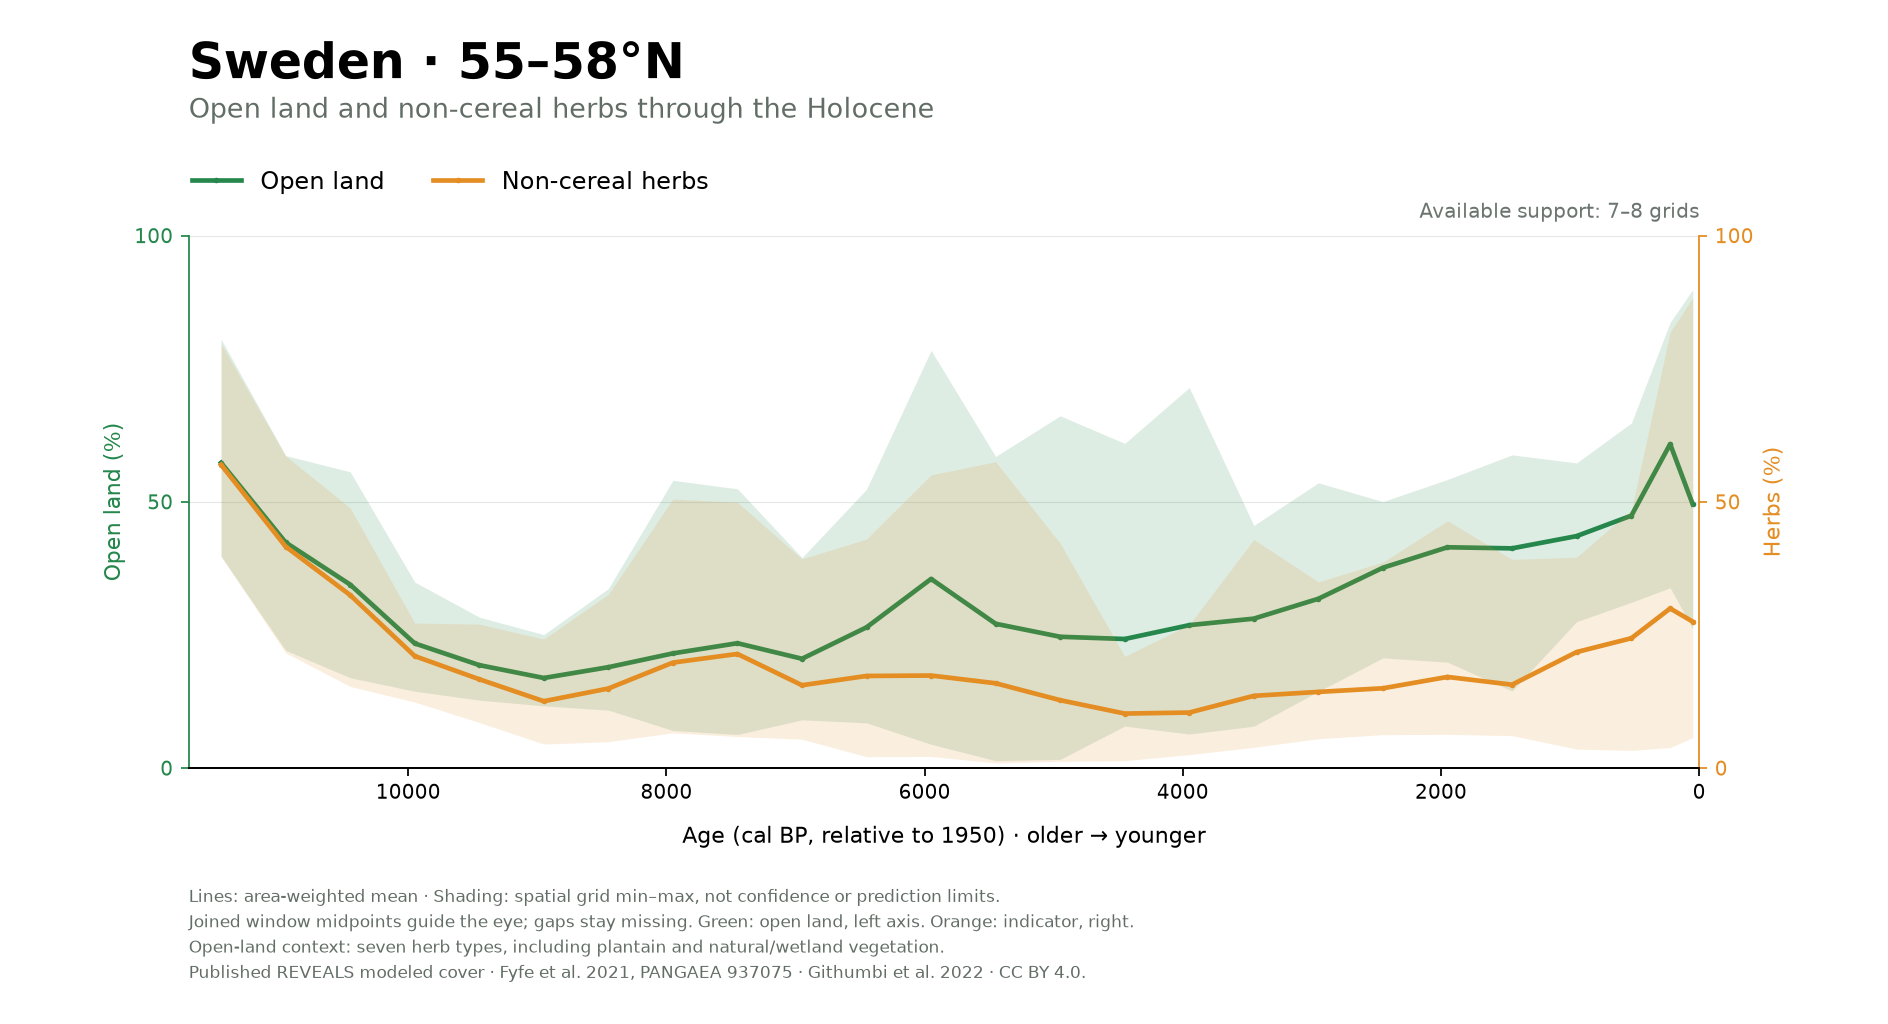 Sweden · 55–58°N
Open land and non-cereal herbs through the Holocene
Open land
Non-cereal herbs
Available support: 7–8 grids
100
50
0
Open land (%)
100
50
0
Herbs (%)
10000
8000
6000
4000
2000
0
Age (cal BP, relative to 1950) · older → younger
Lines: area-weighted mean · Shading: spatial grid min–max, not confidence or prediction limits.
Joined window midpoints guide the eye; gaps stay missing. Green: open land, left axis. Orange: indicator, right.
Open-land context: seven herb types, including plantain and natural/wetland vegetation.
Published REVEALS modeled cover · Fyfe et al. 2021, PANGAEA 937075 · Githumbi et al. 2022 · CC BY 4.0.